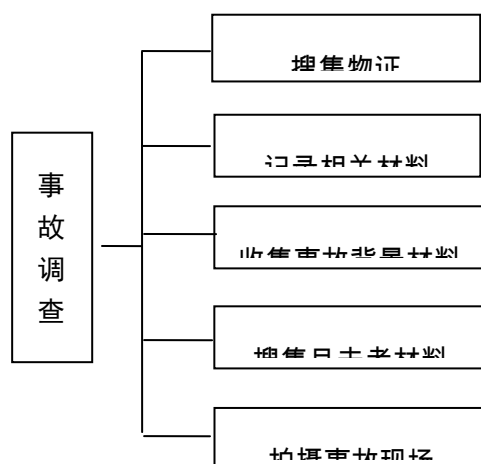 事故调查
搜集物证
记录相关材料
收集事故背景材料
搜集目击者材料
拍摄事故现场